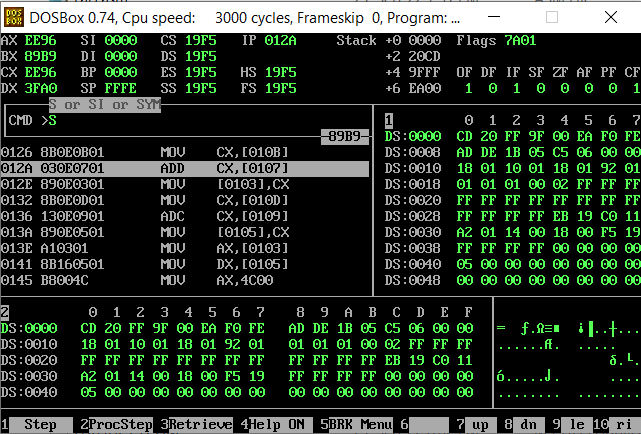 DOS BOX DOSBox 0.74, Cpu speed: 3000 cycles, Frameskip 0, Program: ...
AX EE96 SI 0000 CS 19F5 IP 012A Stack +0 0000 Flags 7A01
BX 89B9 DI 0000 DS 19F5 +2 20CD
CX EE96 BP 0000 ES 19F5 HS 19F5 +4 9FFF OF DF IF SF ZF AF PF CF
DX 3FA0 SP FFFE SS 19F5 FS 19F5 +6 EA00 1 0 1 0 0 0 0 1
S or SI or SYM
CMD >S
89B9
0126 8B0E0B01 MOV CX,[010B]
012A 030E0701 ADD CX,[0107]
012E 890E0301 MOV [0103],CX
0132 8B0E0D01 MOV CX,[010D]
0136 130E0901 ADC CX,[0109]
013A 890E0501 MOV [0105],CX
013E A10301 MOV AX,[0103]
0141 8B160501 MOV DX,[0105]
0145 B8004C MOV AX,4C00
1 0 1 2 3 4 5 6 7
DS:0000 CD 20 FF 9F 00 EA F0 FE
DS:0008 AD DE 1B 05 C5 06 00 00
DS:0010 18 01 10 01 18 01 92 01
DS:0018 01 01 01 00 02 FF FF FF
DS:0020 FF FF FF FF FF FF FF FF
DS:0028 FF FF FF FF EB 19 C0 11
DS:0030 A2 01 14 00 18 00 F5 19
DS:0038 FF FF FF FF 00 00 00 00
DS:0040 05 00 00 00 00 00 00 00
DS:0048 00 00 00 00 00 00 00 00
2 0 1 2 3 4 5 6 7 8 9 A B C D E F
DS:0000 CD 20 FF 9F 00 EA F0 FE AD DE 1B 05 C5 06 00 00 = ƒ.Ω≡■ ¡▐..┼...
DS:0010 18 01 10 01 18 01 92 01 01 01 01 00 02 FF FF FF ......Æ. .....
DS:0020 FF FF FF FF FF FF FF FF FF FF FF FF EB 19 C0 11 δ.└.
DS:0030 A2 01 14 00 18 00 F5 19 FF FF FF FF 00 00 00 00 ó.....⌡. ....
DS:0040 05 00 00 00 00 00 00 00 00 00 00 00 00 00 00 00 ........ ........
1 Step 2ProcStep 3Retrieve 4Help ON 5BRK Menu 6 7 up 8 dn 9 le 10 ri